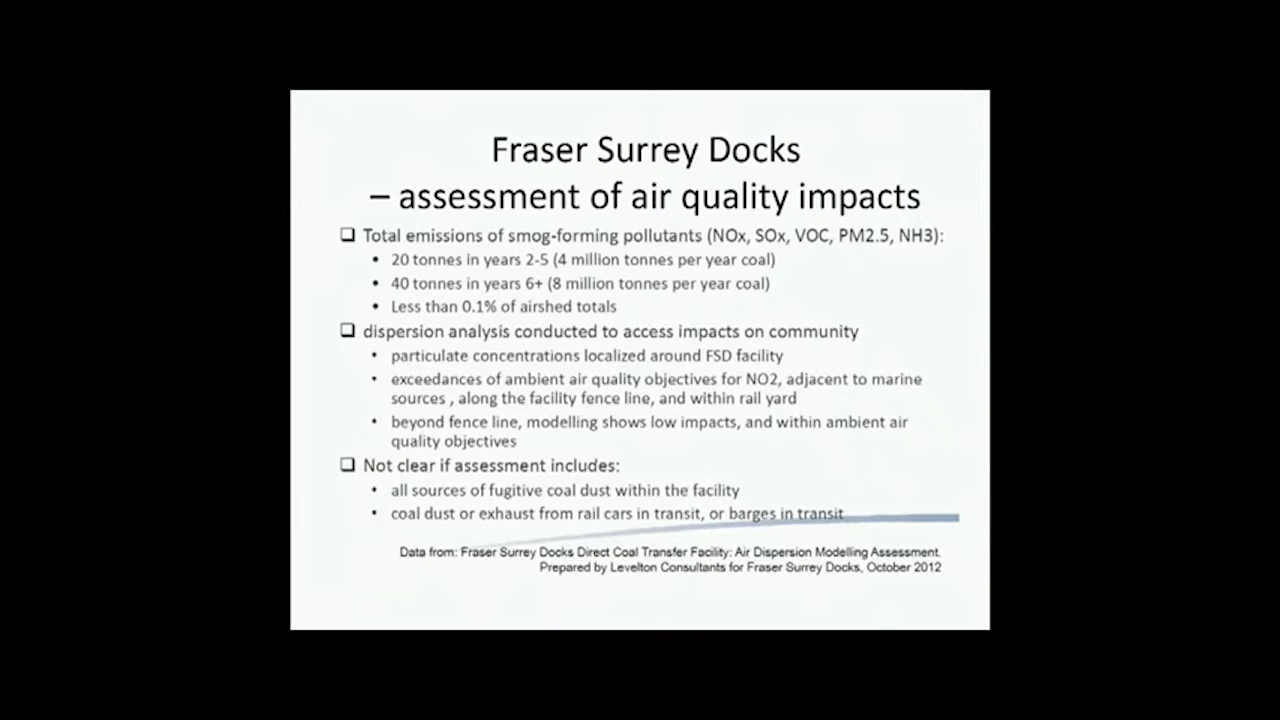 Fraser Surrey Docks
– assessment of air quality impacts
Total emissions of smog-forming pollutants (NOx, SOx, VOC, PM2.5, NH3):
• 20 tonnes in years 2-5 (4 million tonnes per year coal)
• 40 tonnes in years 6+ (8 million tonnes per year coal)
• Less than 0.1% of airshed totals
dispersion analysis conducted to access impacts on community
• particulate concentrations localized around FSD facility
• exceedances of ambient air quality objectives for NO2, adjacent to marine
sources , along the facility fence line, and within rail yard
• beyond fence line, modelling shows low impacts, and within ambient air
quality objectives
Not clear if assessment includes:
• all sources of fugitive coal dust within the facility
• coal dust or exhaust from rail cars in transit, or barges in transit
Data from: Fraser Surrey Docks Direct Coal Transfer Facility: Air Dispersion Modelling Assessment.
Prepared by Levelton Consultants for Fraser Surrey Docks, October 2012